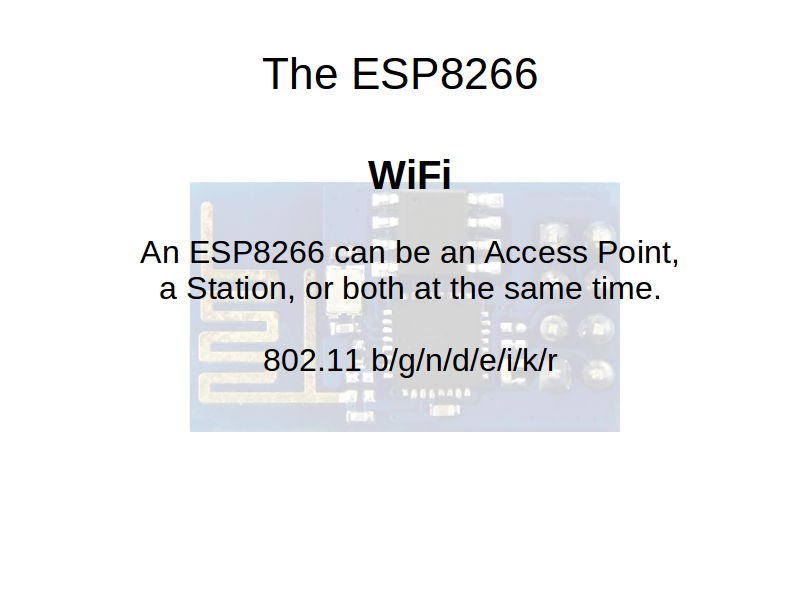 The ESP8266
WiFi
An ESP8266 can be an Access Point,
a Station, or both at the same time.
802.11 b/g/n/d/e/i/k/r